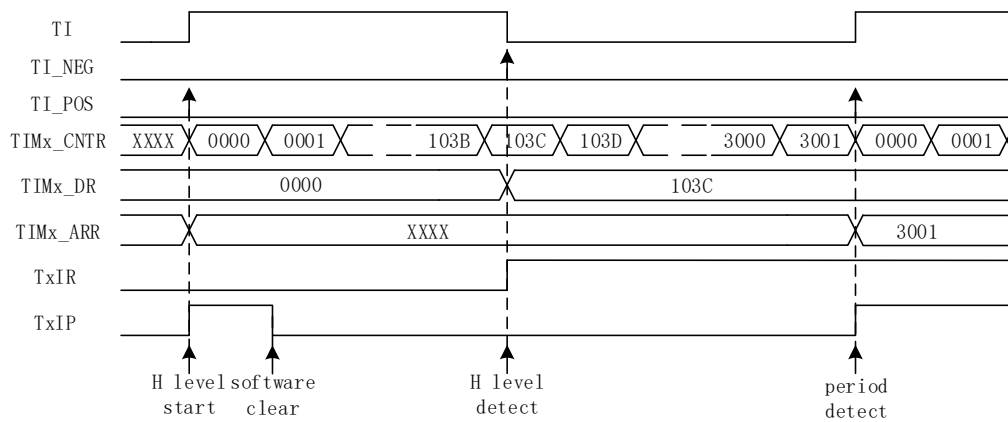 TI
TI_NEG
TI_POS
TIMx_CNTR XXXX 0000 0001 103B 103C 103D 3000 3001 0000 0001
TIMx_DR 0000 103C
TIMx_ARR XXXX 3001
TxIR
TxIP
H level software H level period
start clear detect detect